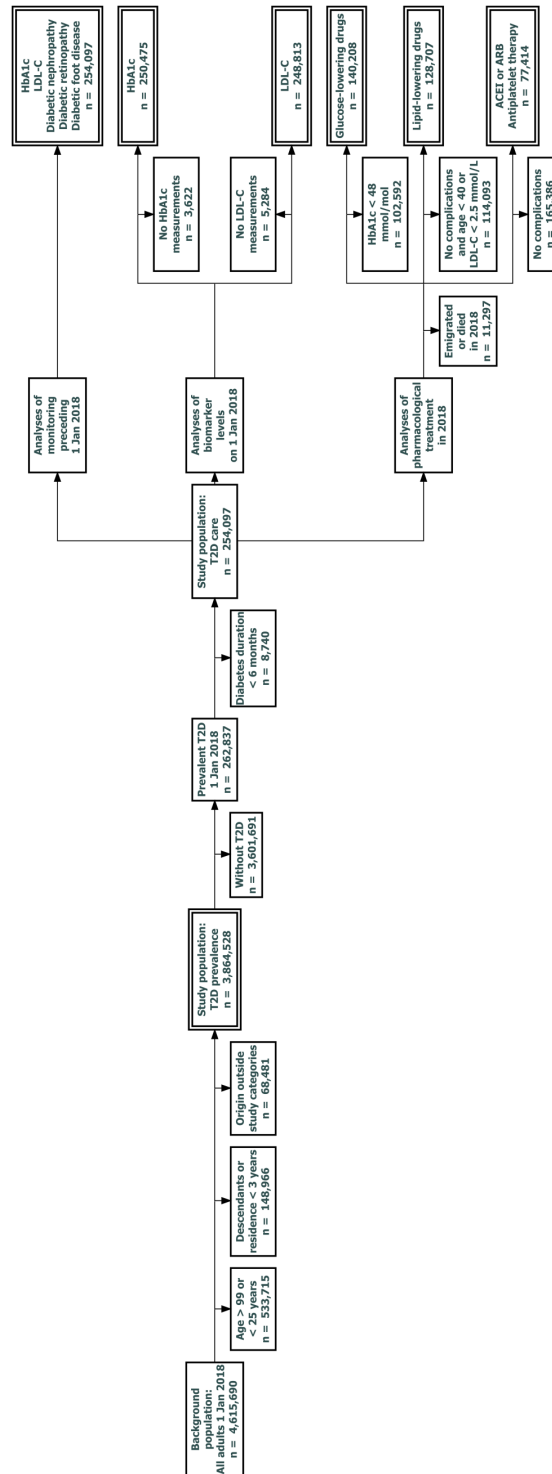 Background
population:
All adults 1 Jan 2018
n = 4,615,690
Age > 99 or
< 25 years
n = 533,715
Descendants or
residence < 3 years
n = 148,966
Origin outside
study categories
n = 68,481
Study population:
T2D prevalence
n = 3,864,528
Without T2D
n = 3,601,691
Prevalent T2D
1 Jan 2018
n = 262,837
Diabetes duration
< 6 months
n = 8,740
Study population:
T2D care
n = 254,097
Analyses of
monitoring
preceding
1 Jan 2018
HbA1c
LDL-C
Diabetic nephropathy
Diabetic retinopathy
Diabetic foot disease
n = 254,097
Analyses of
biomarker
levels
on 1 Jan 2018
No HbA1c
measurements
n = 3,622
HbA1c
n = 250,475
No LDL-C
measurements
n = 5,284
LDL-C
n = 248,813
Analyses of
pharmacological
treatment
in 2018
Emigrated
or died
in 2018
n = 11,297
HbA1c < 48
mmol/mol
n = 102,592
Glucose-lowering drugs
n = 140,208
No complications
and age < 40 or
LDL-C < 2.5 mmol/L
n = 114,093
Lipid-lowering drugs
n = 128,707
No complications
n = 165,386
ACEI or ARB
Antiplatelet therapy
n = 77,414